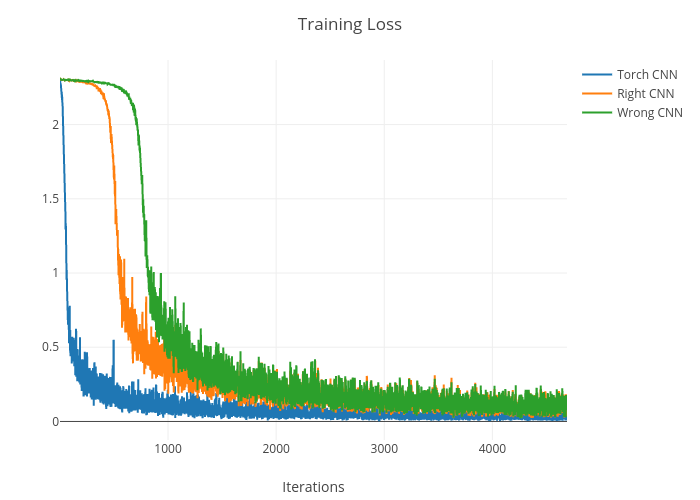 Training Loss
Torch CNN
Right CNN
Wrong CNN
2
1.5
1
0.5
0
1000
2000
3000
4000
Iterations